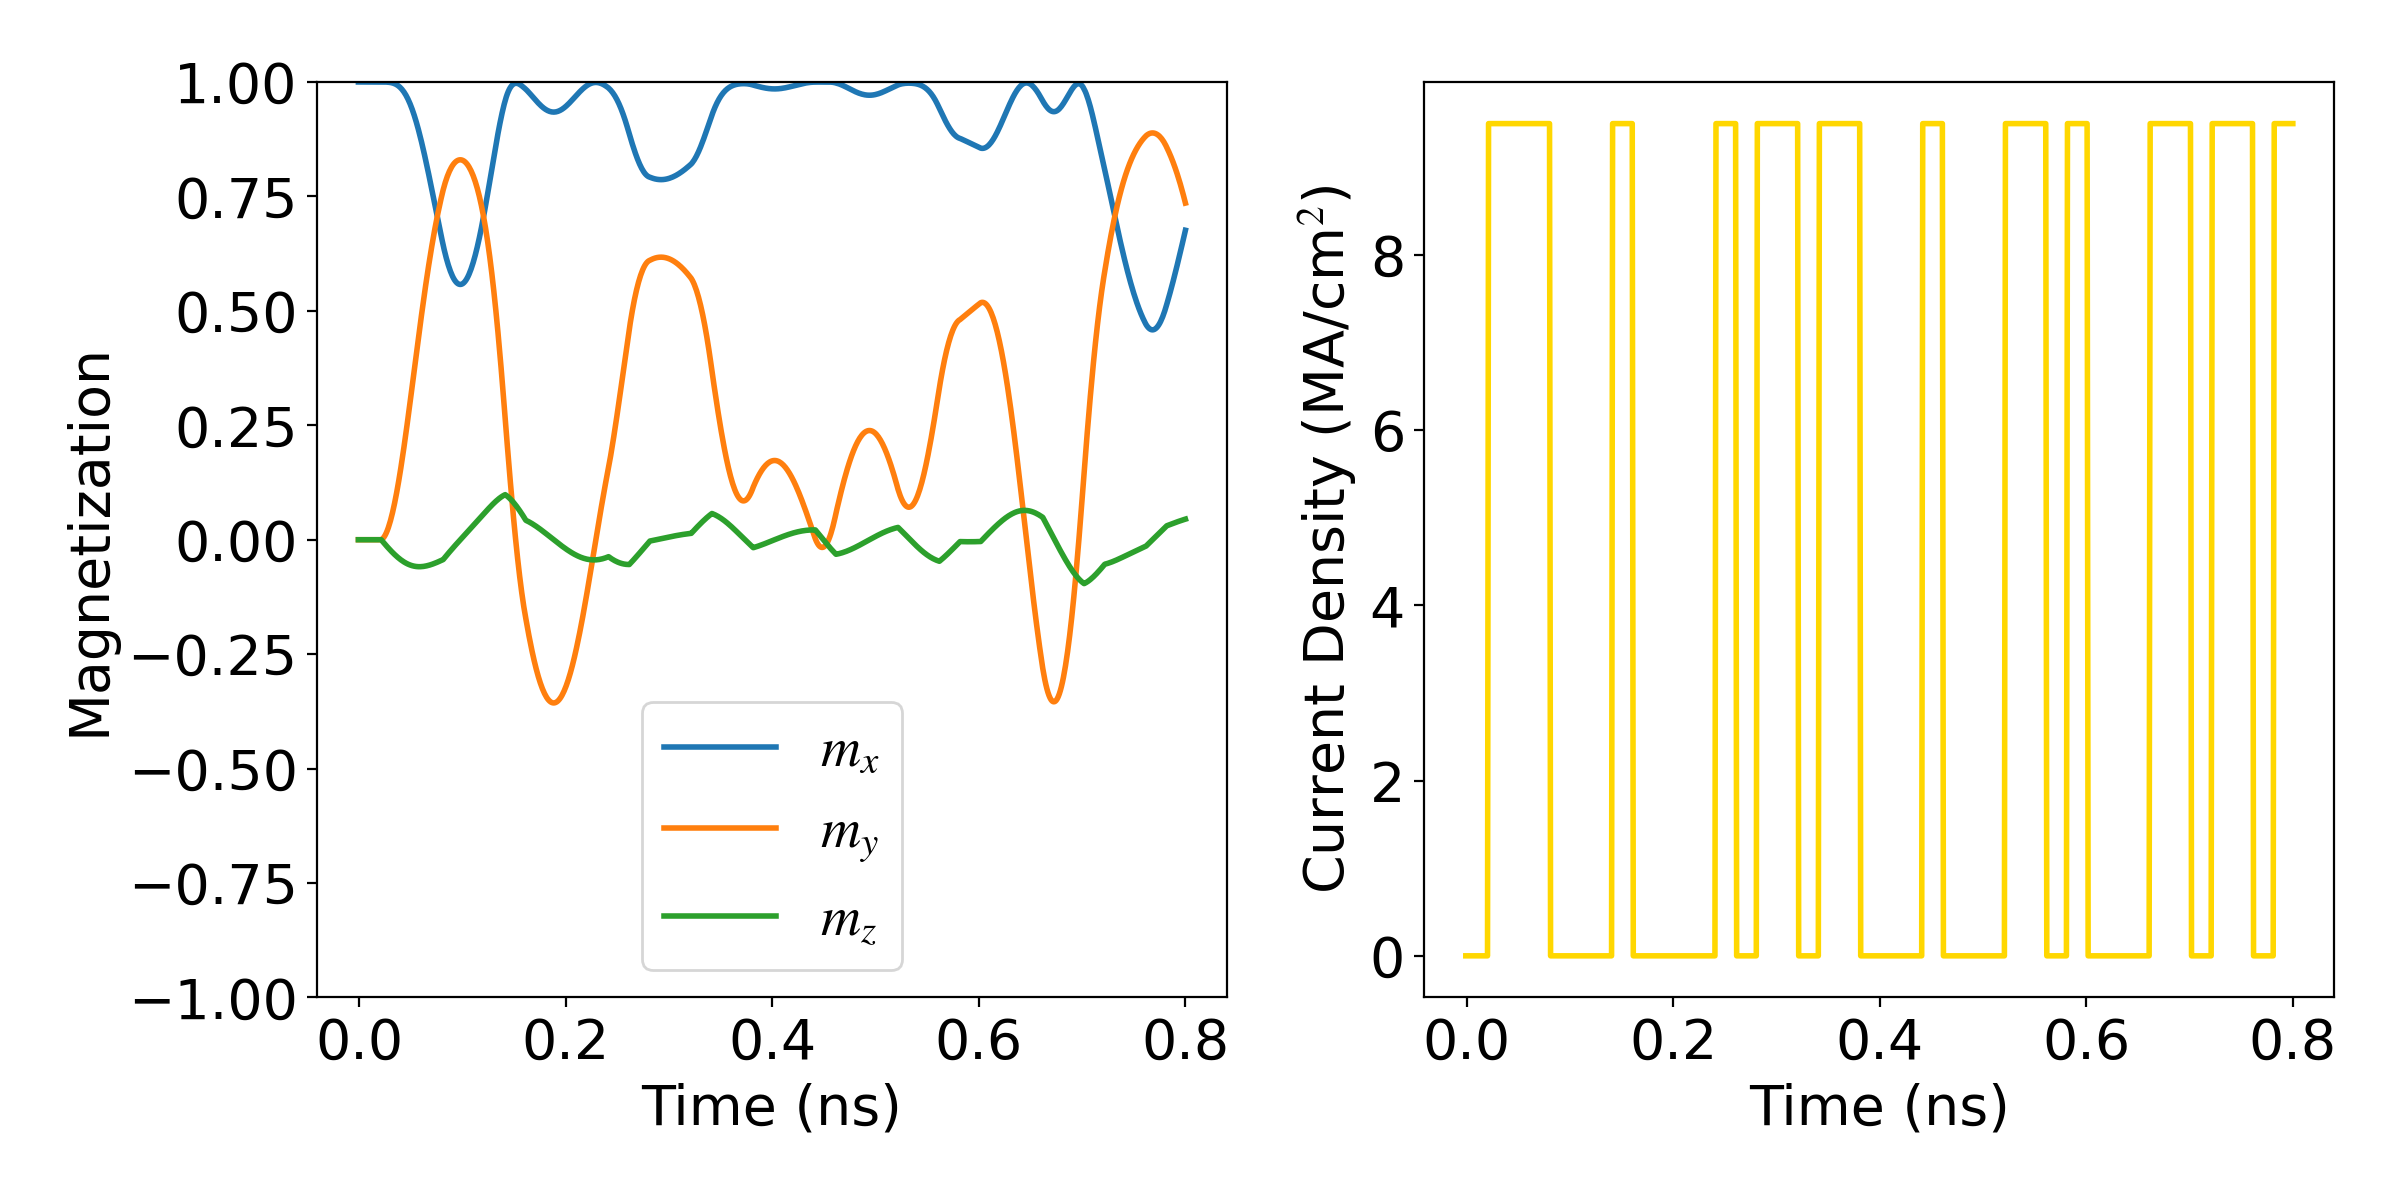 Magnetization
1.00
0.75
0.50
0.25
0.00
−0.25
−0.50
−0.75
−1.00
0.0 0.2 0.4 0.6 0.8
Time (ns)
m_x
m_y
m_z
Current Density (MA/cm²)
8
6
4
2
0
0.0 0.2 0.4 0.6 0.8
Time (ns)